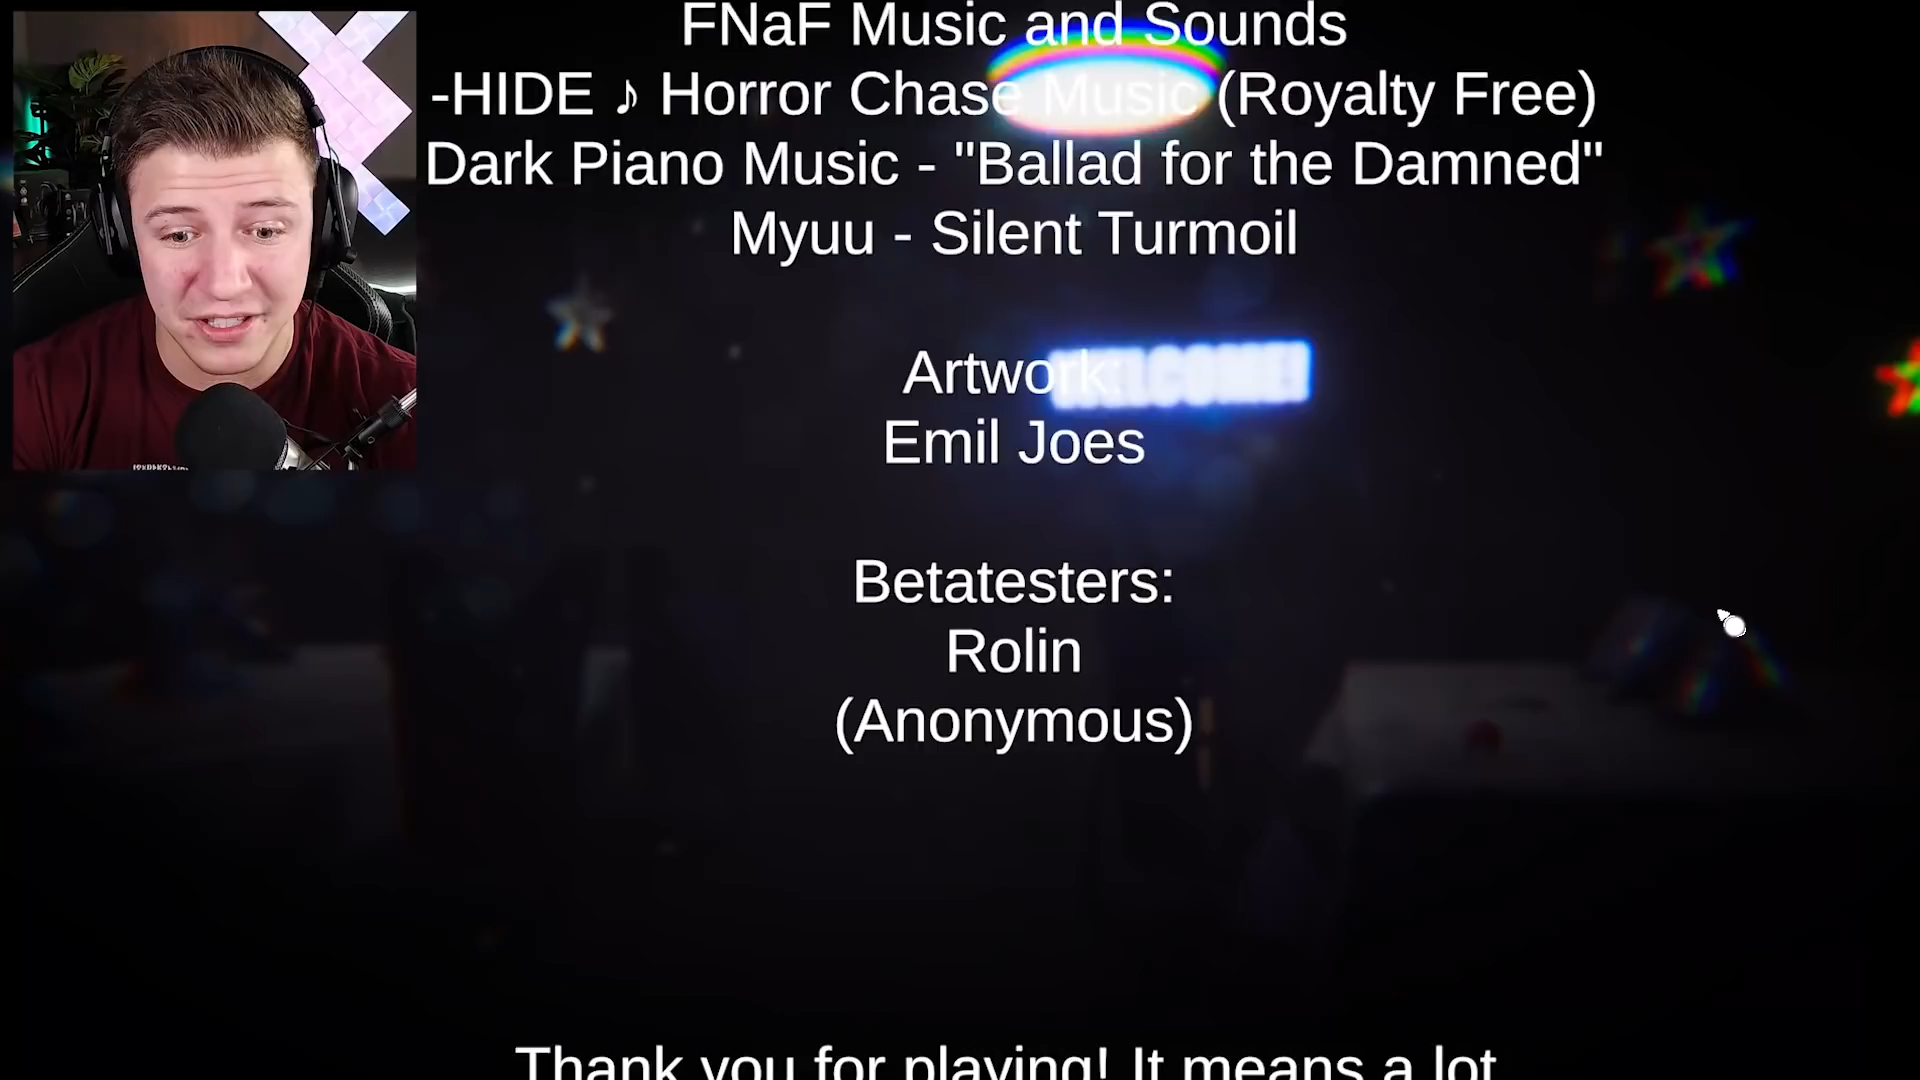 FNaF Music and Sounds
-HIDE ♪ Horror Chase Music (Royalty Free)
Dark Piano Music - "Ballad for the Damned"
Myuu - Silent Turmoil
Artwork:
WELCOME!
Emil Joes
Betatesters:
Rolin
(Anonymous)
Thank you for playing! It means a lot